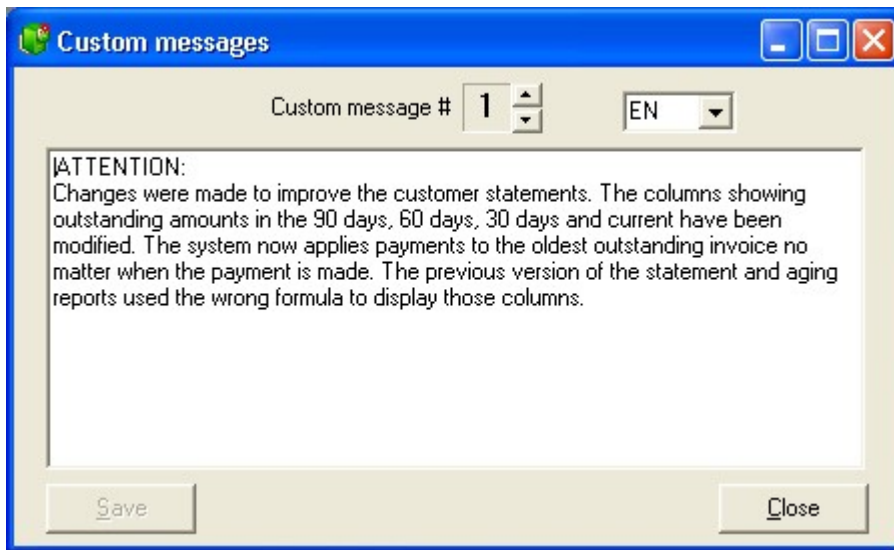 Custom messages
Custom message # 1 EN
ATTENTION:
Changes were made to improve the customer statements. The columns showing
outstanding amounts in the 90 days, 60 days, 30 days and current have been
modified. The system now applies payments to the oldest outstanding invoice no
matter when the payment is made. The previous version of the statement and aging
reports used the wrong formula to display those columns.
Save Close